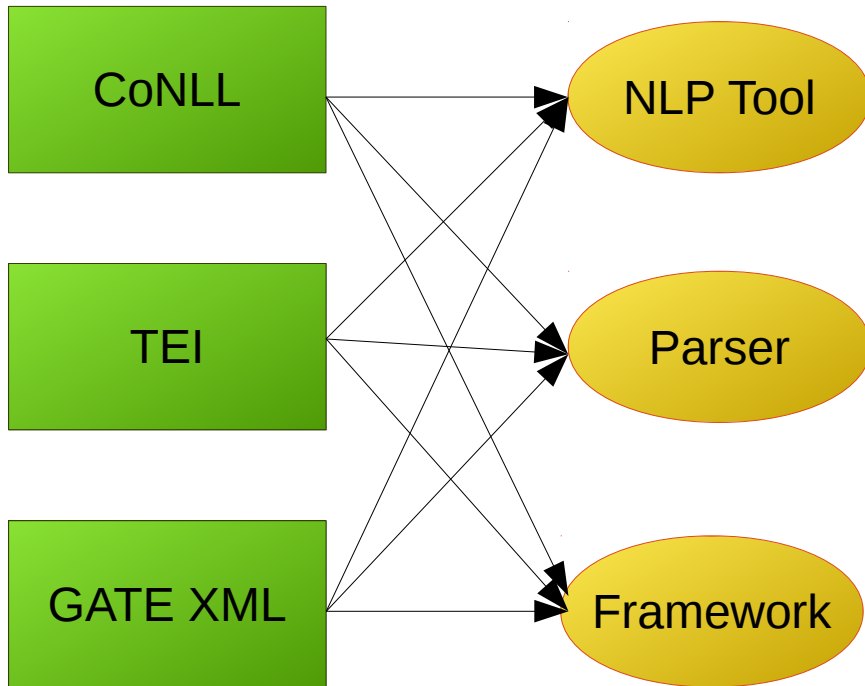 CoNLL
NLP Tool
TEI
Parser
GATE XML
Framework